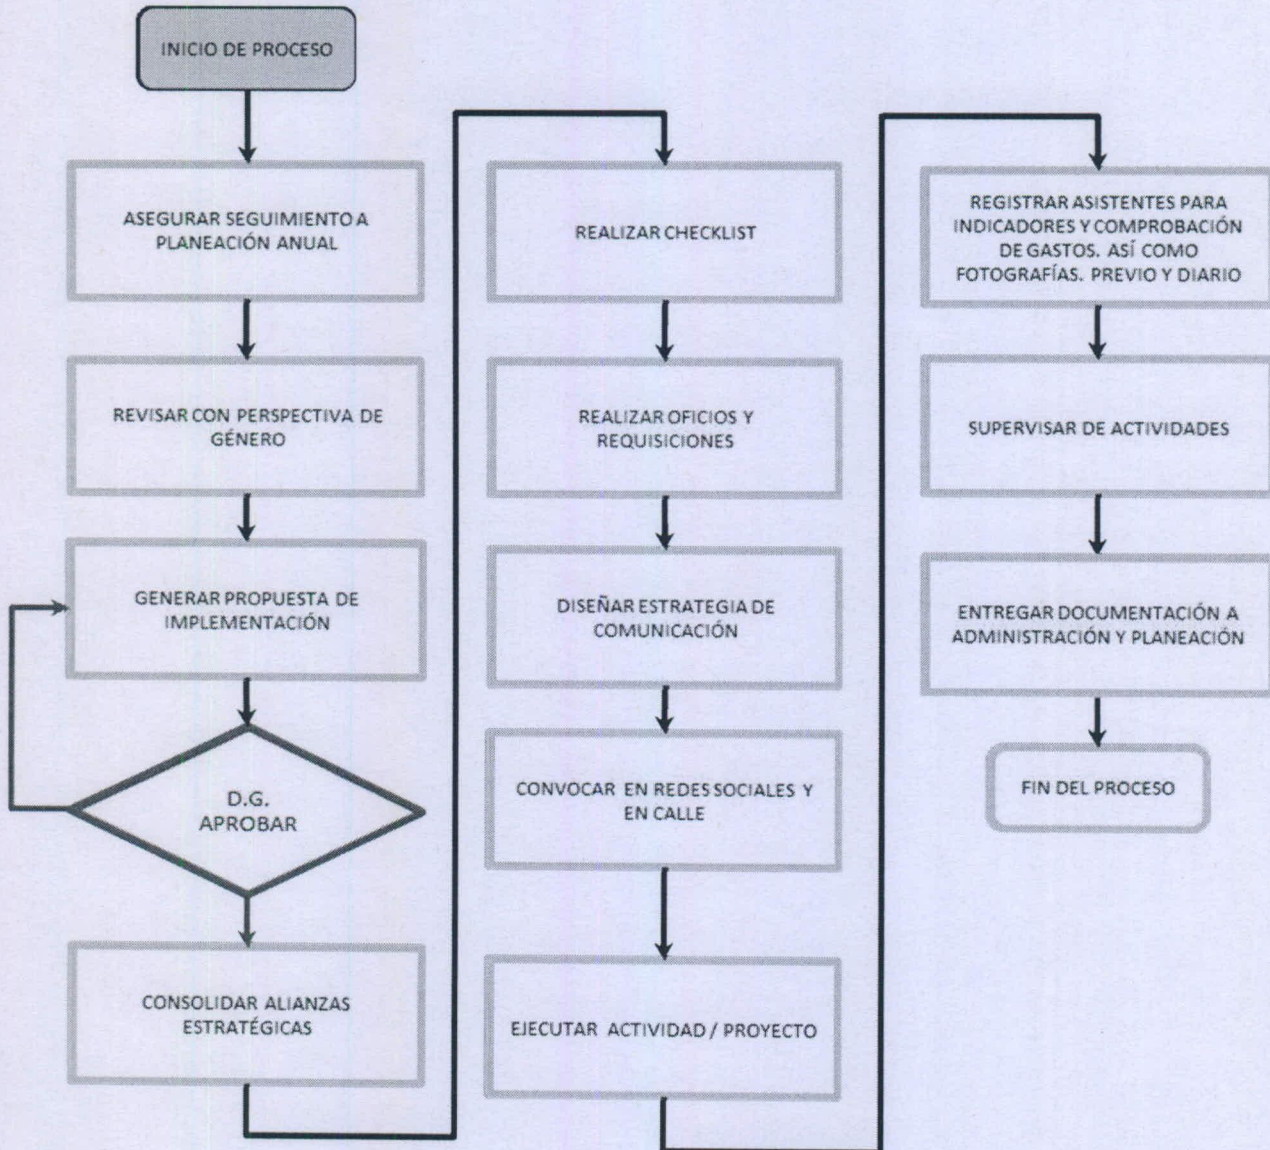 INICIO DE PROCESO
ASEGURAR SEGUIMIENTO A
PLANEACIÓN ANUAL
REVISAR CON PERSPECTIVA DE
GÉNERO
GENERAR PROPUESTA DE
IMPLEMENTACIÓN
D.G.
APROBAR
CONSOLIDAR ALIANZAS
ESTRATÉGICAS
REALIZAR CHECKLIST
REALIZAR OFICIOS Y
REQUISICIONES
DISEÑAR ESTRATEGIA DE
COMUNICACIÓN
CONVOCAR EN REDES SOCIALES Y
EN CALLE
EJECUTAR ACTIVIDAD / PROYECTO
REGISTRAR ASISTENTES PARA
INDICADORES Y COMPROBACIÓN
DE GASTOS. ASÍ COMO
FOTOGRAFÍAS. PREVIO Y DIARIO
SUPERVISAR DE ACTIVIDADES
ENTREGAR DOCUMENTACIÓN A
ADMINISTRACIÓN Y PLANEACIÓN
FIN DEL PROCESO